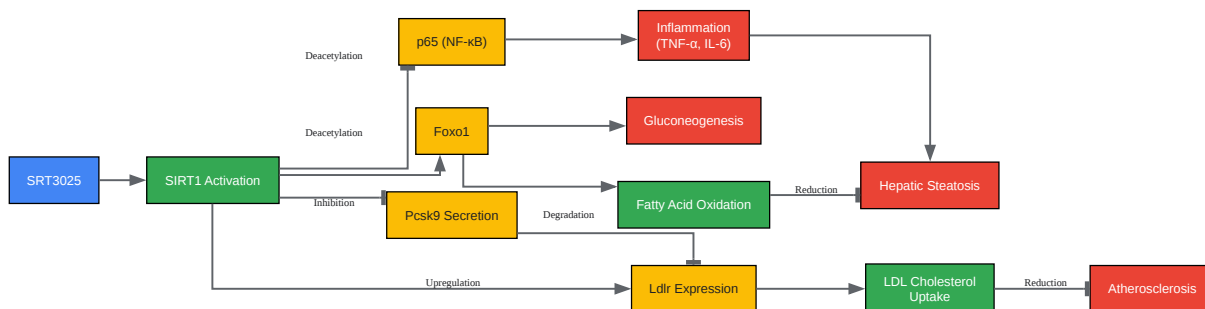 p65 (NF-κB)
Inflammation
(TNF-α, IL-6)
Deacetylation
Foxo1
Gluconeogenesis
Deacetylation
SRT3025
SIRT1 Activation
Hepatic Steatosis
Inhibition
Pcsk9 Secretion
Fatty Acid Oxidation
Reduction
Degradation
Upregulation
Ldlr Expression
LDL Cholesterol
Uptake
Reduction
Atherosclerosis